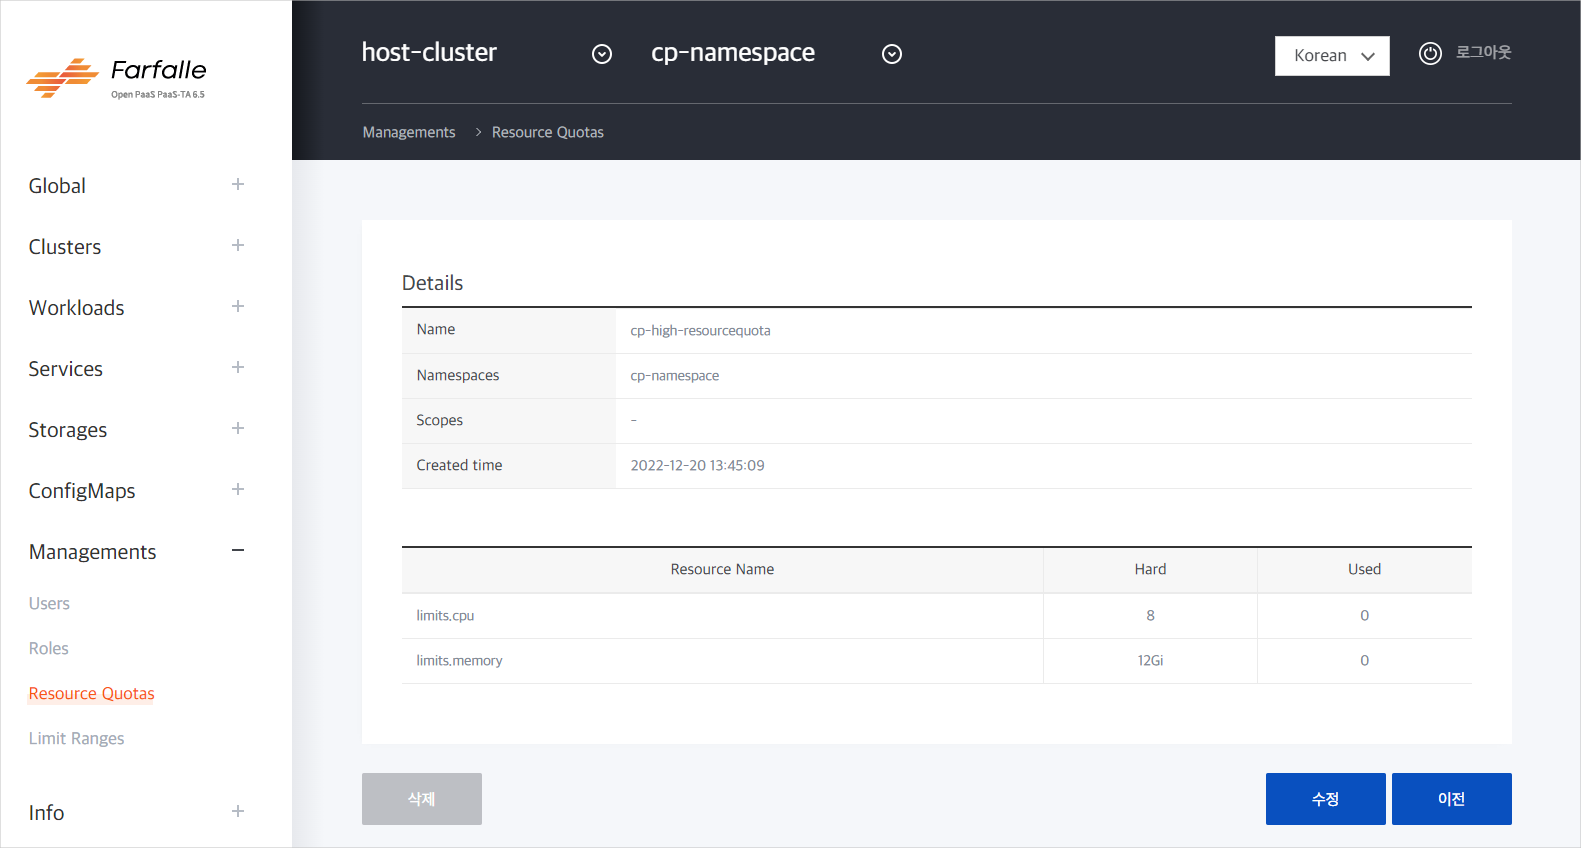 Farfalle
Open PaaS PaaS-TA 6.5
Global
Clusters
Workloads
Services
Storages
ConfigMaps
Managements
Users
Roles
Resource Quotas
Limit Ranges
Info
host-cluster
cp-namespace
Korean
로그아웃
Managements > Resource Quotas
Details
Name cp-high-resourcequota
Namespaces cp-namespace
Scopes -
Created time 2022-12-20 13:45:09
Resource Name Hard Used
limits.cpu 8 0
limits.memory 12Gi 0
삭제
수정
이전